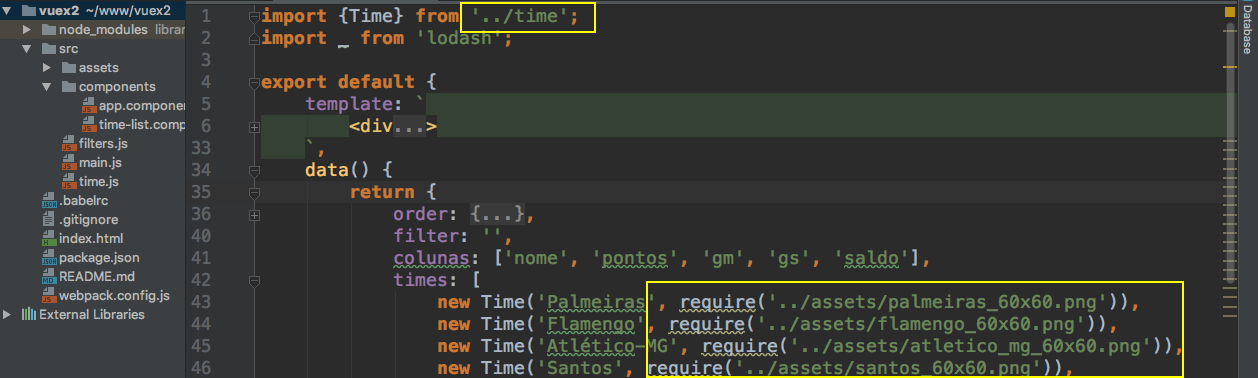 vuex2 ~/www/vuex2
node_modules librar
src
assets
components
app.compone
time-list.comp
filters.js
main.js
time.js
.babelrc
.gitignore
index.html
package.json
README.md
webpack.config.js
External Libraries
1 import {Time} from '../time';
2 import _ from 'lodash';
3
4 export default {
5 template: `
6 <div...>
33 `,
34 data() {
35 return {
36 order: {...},
40 filter: '',
41 colunas: ['nome', 'pontos', 'gm', 'gs', 'saldo'],
42 times: [
43 new Time('Palmeiras', require('../assets/palmeiras_60x60.png')),
44 new Time('Flamengo', require('../assets/flamengo_60x60.png')),
45 new Time('Atlético-MG', require('../assets/atletico_mg_60x60.png')),
46 new Time('Santos', require('../assets/santos_60x60.png')),
Database